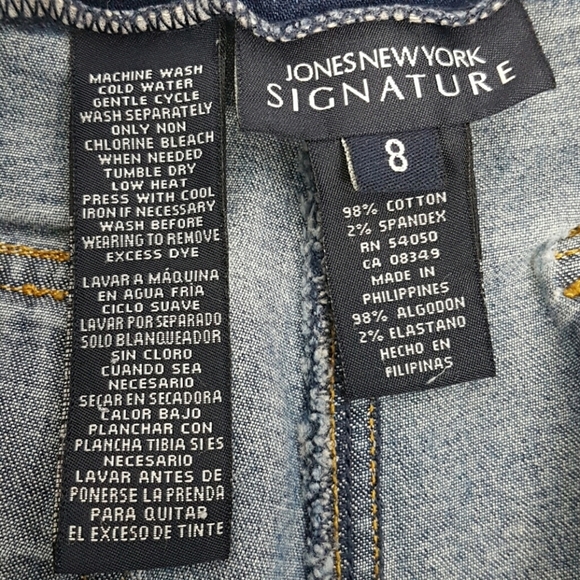 MACHINE WASH
COLD WATER
GENTLE CYCLE
WASH SEPARATELY
ONLY NON
CHLORINE BLEACH
WHEN NEEDED
TUMBLE DRY
LOW HEAT
PRESS WITH COOL
IRON IF NECESSARY
WASH BEFORE
WEARING TO REMOVE
EXCESS DYE
LAVAR A MÁQUINA
EN AGUA FRÍA
CICLO SUAVE
LAVAR POR SEPARADO
SOLO BLANQUEADOR
SIN CLORO
CUANDO SEA
NECESARIO
SECAR EN SECADORA
CALOR BAJO
PLANCHAR CON
PLANCHA TIBIA SI ES
NECESARIO
LAVAR ANTES DE
PONERSE LA PRENDA
PARA QUITAR
EL EXCESO DE TINTE
JONES NEW YORK
SIGNATURE
8
98% COTTON
2% SPANDEX
RN 54050
CA 08349
MADE IN
PHILIPPINES
98% ALGODON
2% ELASTANO
HECHO EN
FILIPINAS